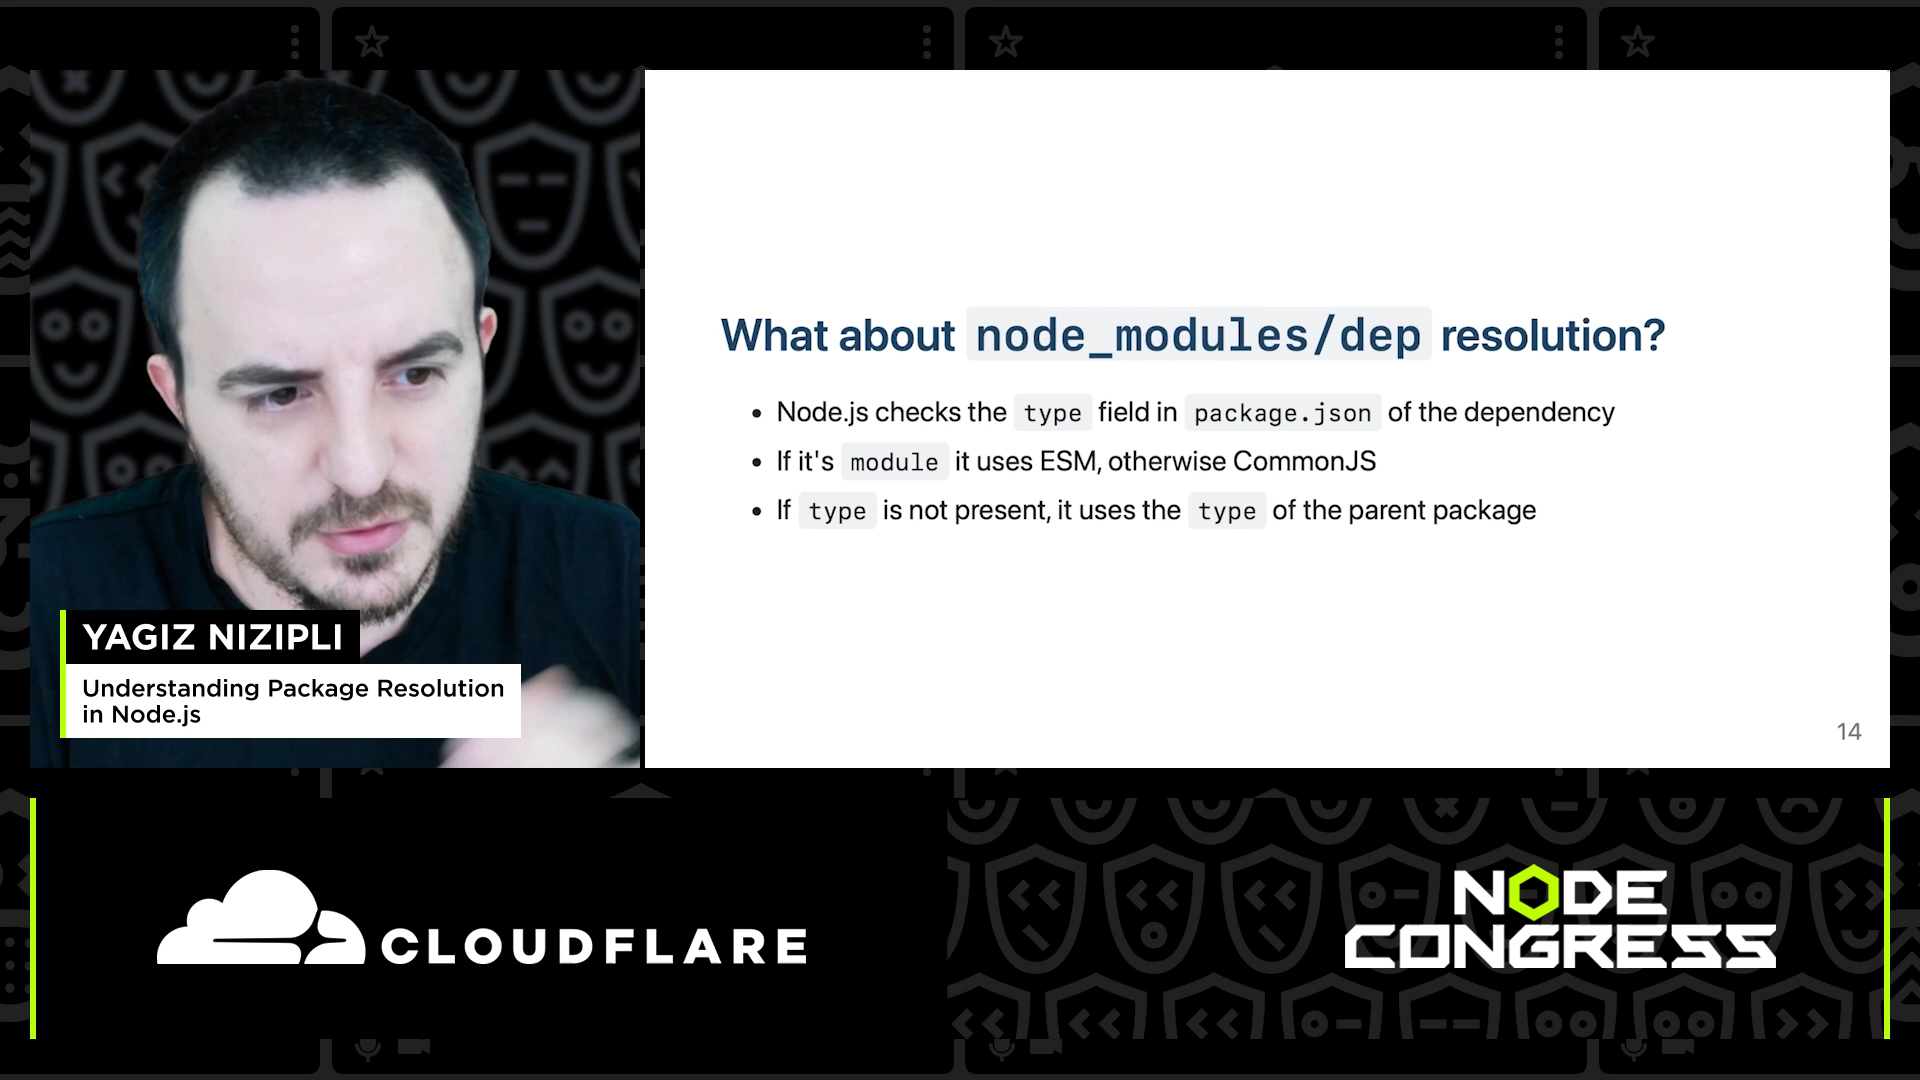 What about node_modules/dep resolution?
• Node.js checks the type field in package.json of the dependency
• If it's module it uses ESM, otherwise CommonJS
• If type is not present, it uses the type of the parent package
14
YAGIZ NIZIPLI
Understanding Package Resolution
in Node.js
CLOUDFLARE
NODE
CONGRESS